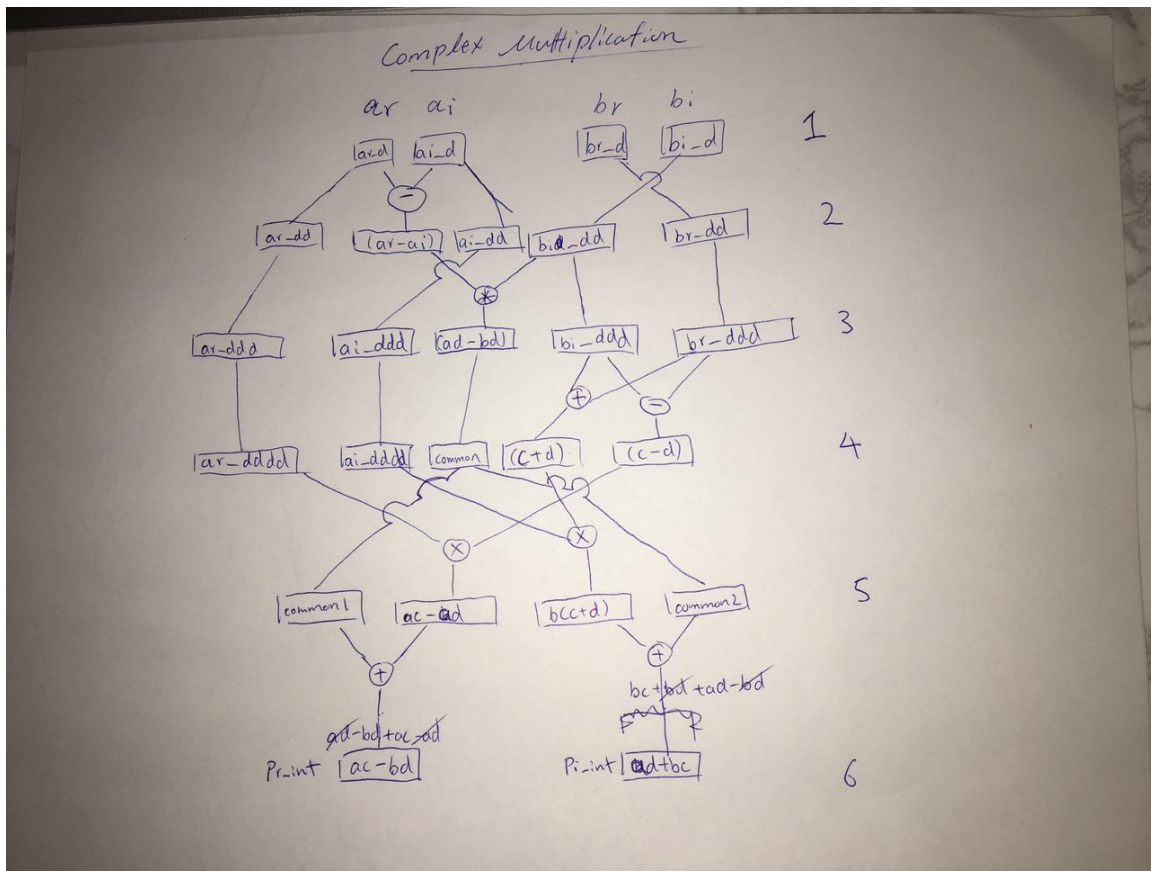 Complex Multiplication
ar ai br bi
ar_d ai_d br_d bi_d 1
-
ar_dd (ar-ai) ai_dd bi_dd br_dd 2
*
ar_ddd ai_ddd (ad-bd) bi_ddd br_ddd 3
+ -
ar_dddd ai_dddd common (c+d) (c-d) 4
x x
common1 ac-ad b(c+d) common2 5
+ +
bc+bd+ad-bd
ad-bd+ac-ad
Pr_int ac-bd Pi_int ad+bc 6